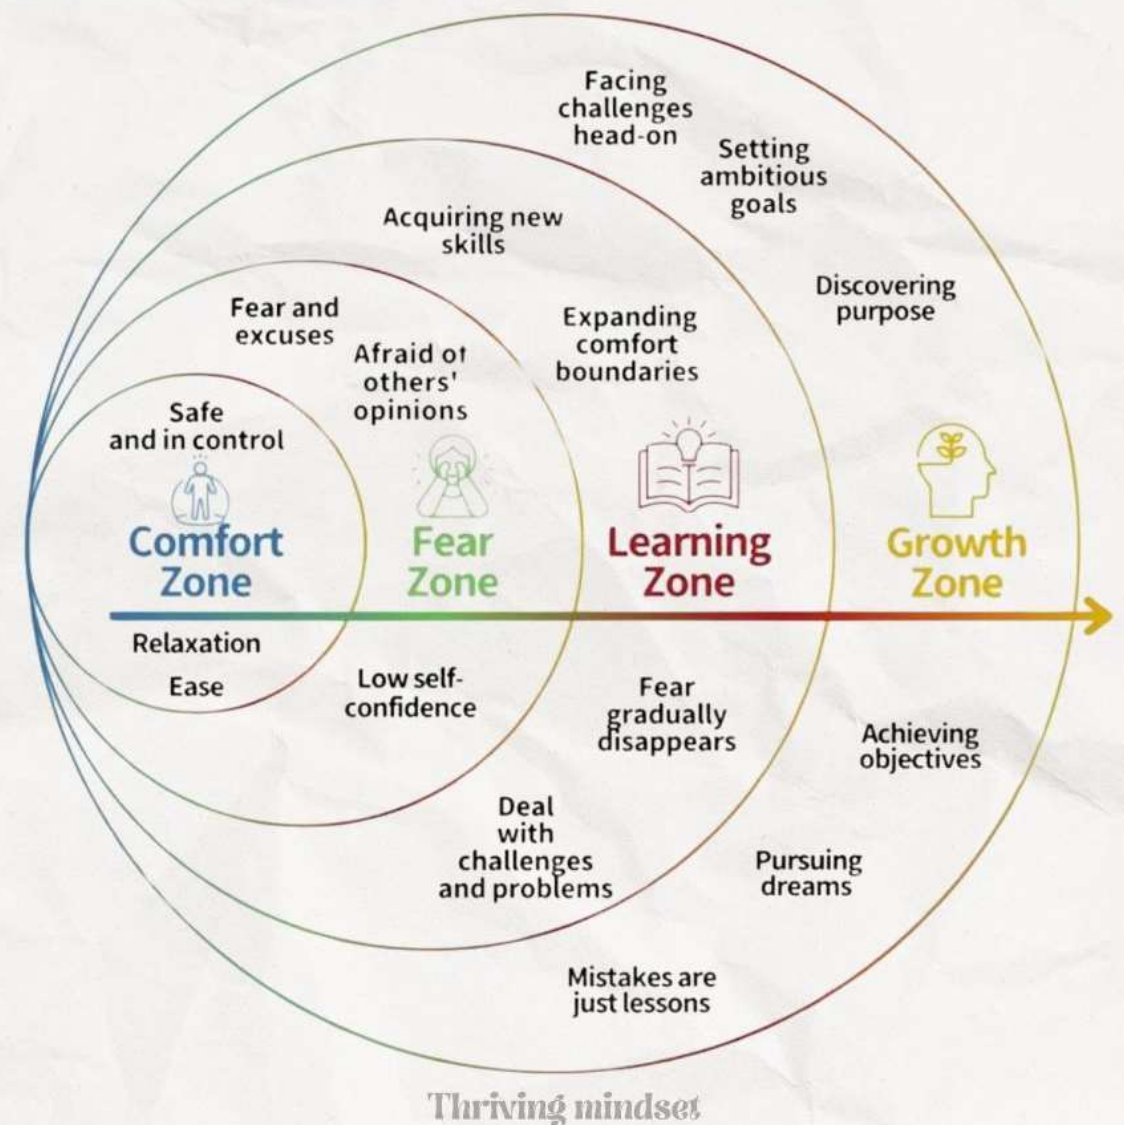 Facing
challenges
head-on
Setting
ambitious
goals
Acquiring new
skills
Discovering
purpose
Fear and
excuses
Expanding
comfort
boundaries
Afraid of
others'
opinions
Safe
and in control
Comfort
Zone
Fear
Zone
Learning
Zone
Growth
Zone
Relaxation
Ease
Low self-
confidence
Fear
gradually
disappears
Achieving
objectives
Deal
with
challenges
and problems
Pursuing
dreams
Mistakes are
just lessons
Thriving mindset